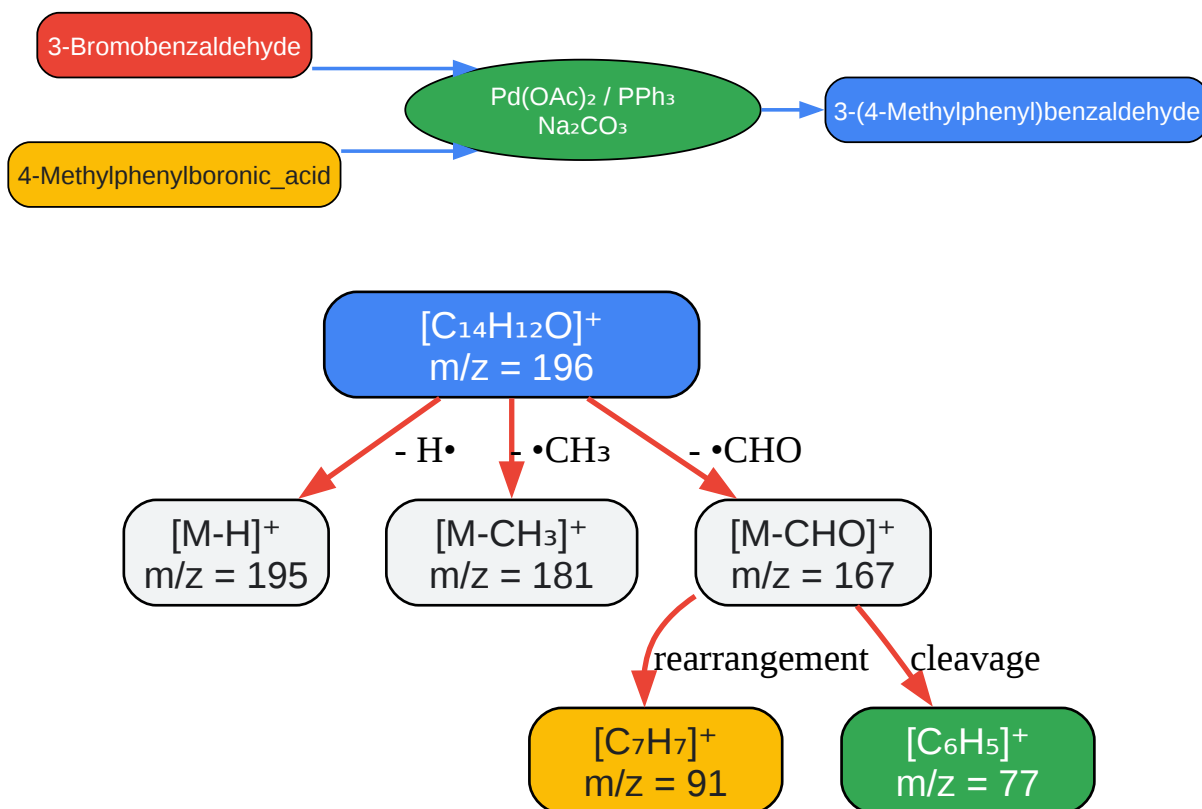 3-Bromobenzaldehyde
Pd(OAc)₂ / PPh₃
Na₂CO₃
3-(4-Methylphenyl)benzaldehyde
4-Methylphenylboronic_acid
[C₁₄H₁₂O]⁺
m/z = 196
- H•
- •CH₃
- •CHO
[M-H]⁺
m/z = 195
[M-CH₃]⁺
m/z = 181
[M-CHO]⁺
m/z = 167
rearrangement
cleavage
[C₇H₇]⁺
m/z = 91
[C₆H₅]⁺
m/z = 77